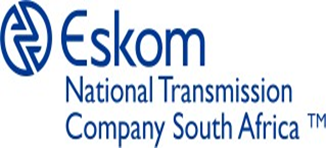 Eskom
National Transmission
Company South Africa ™